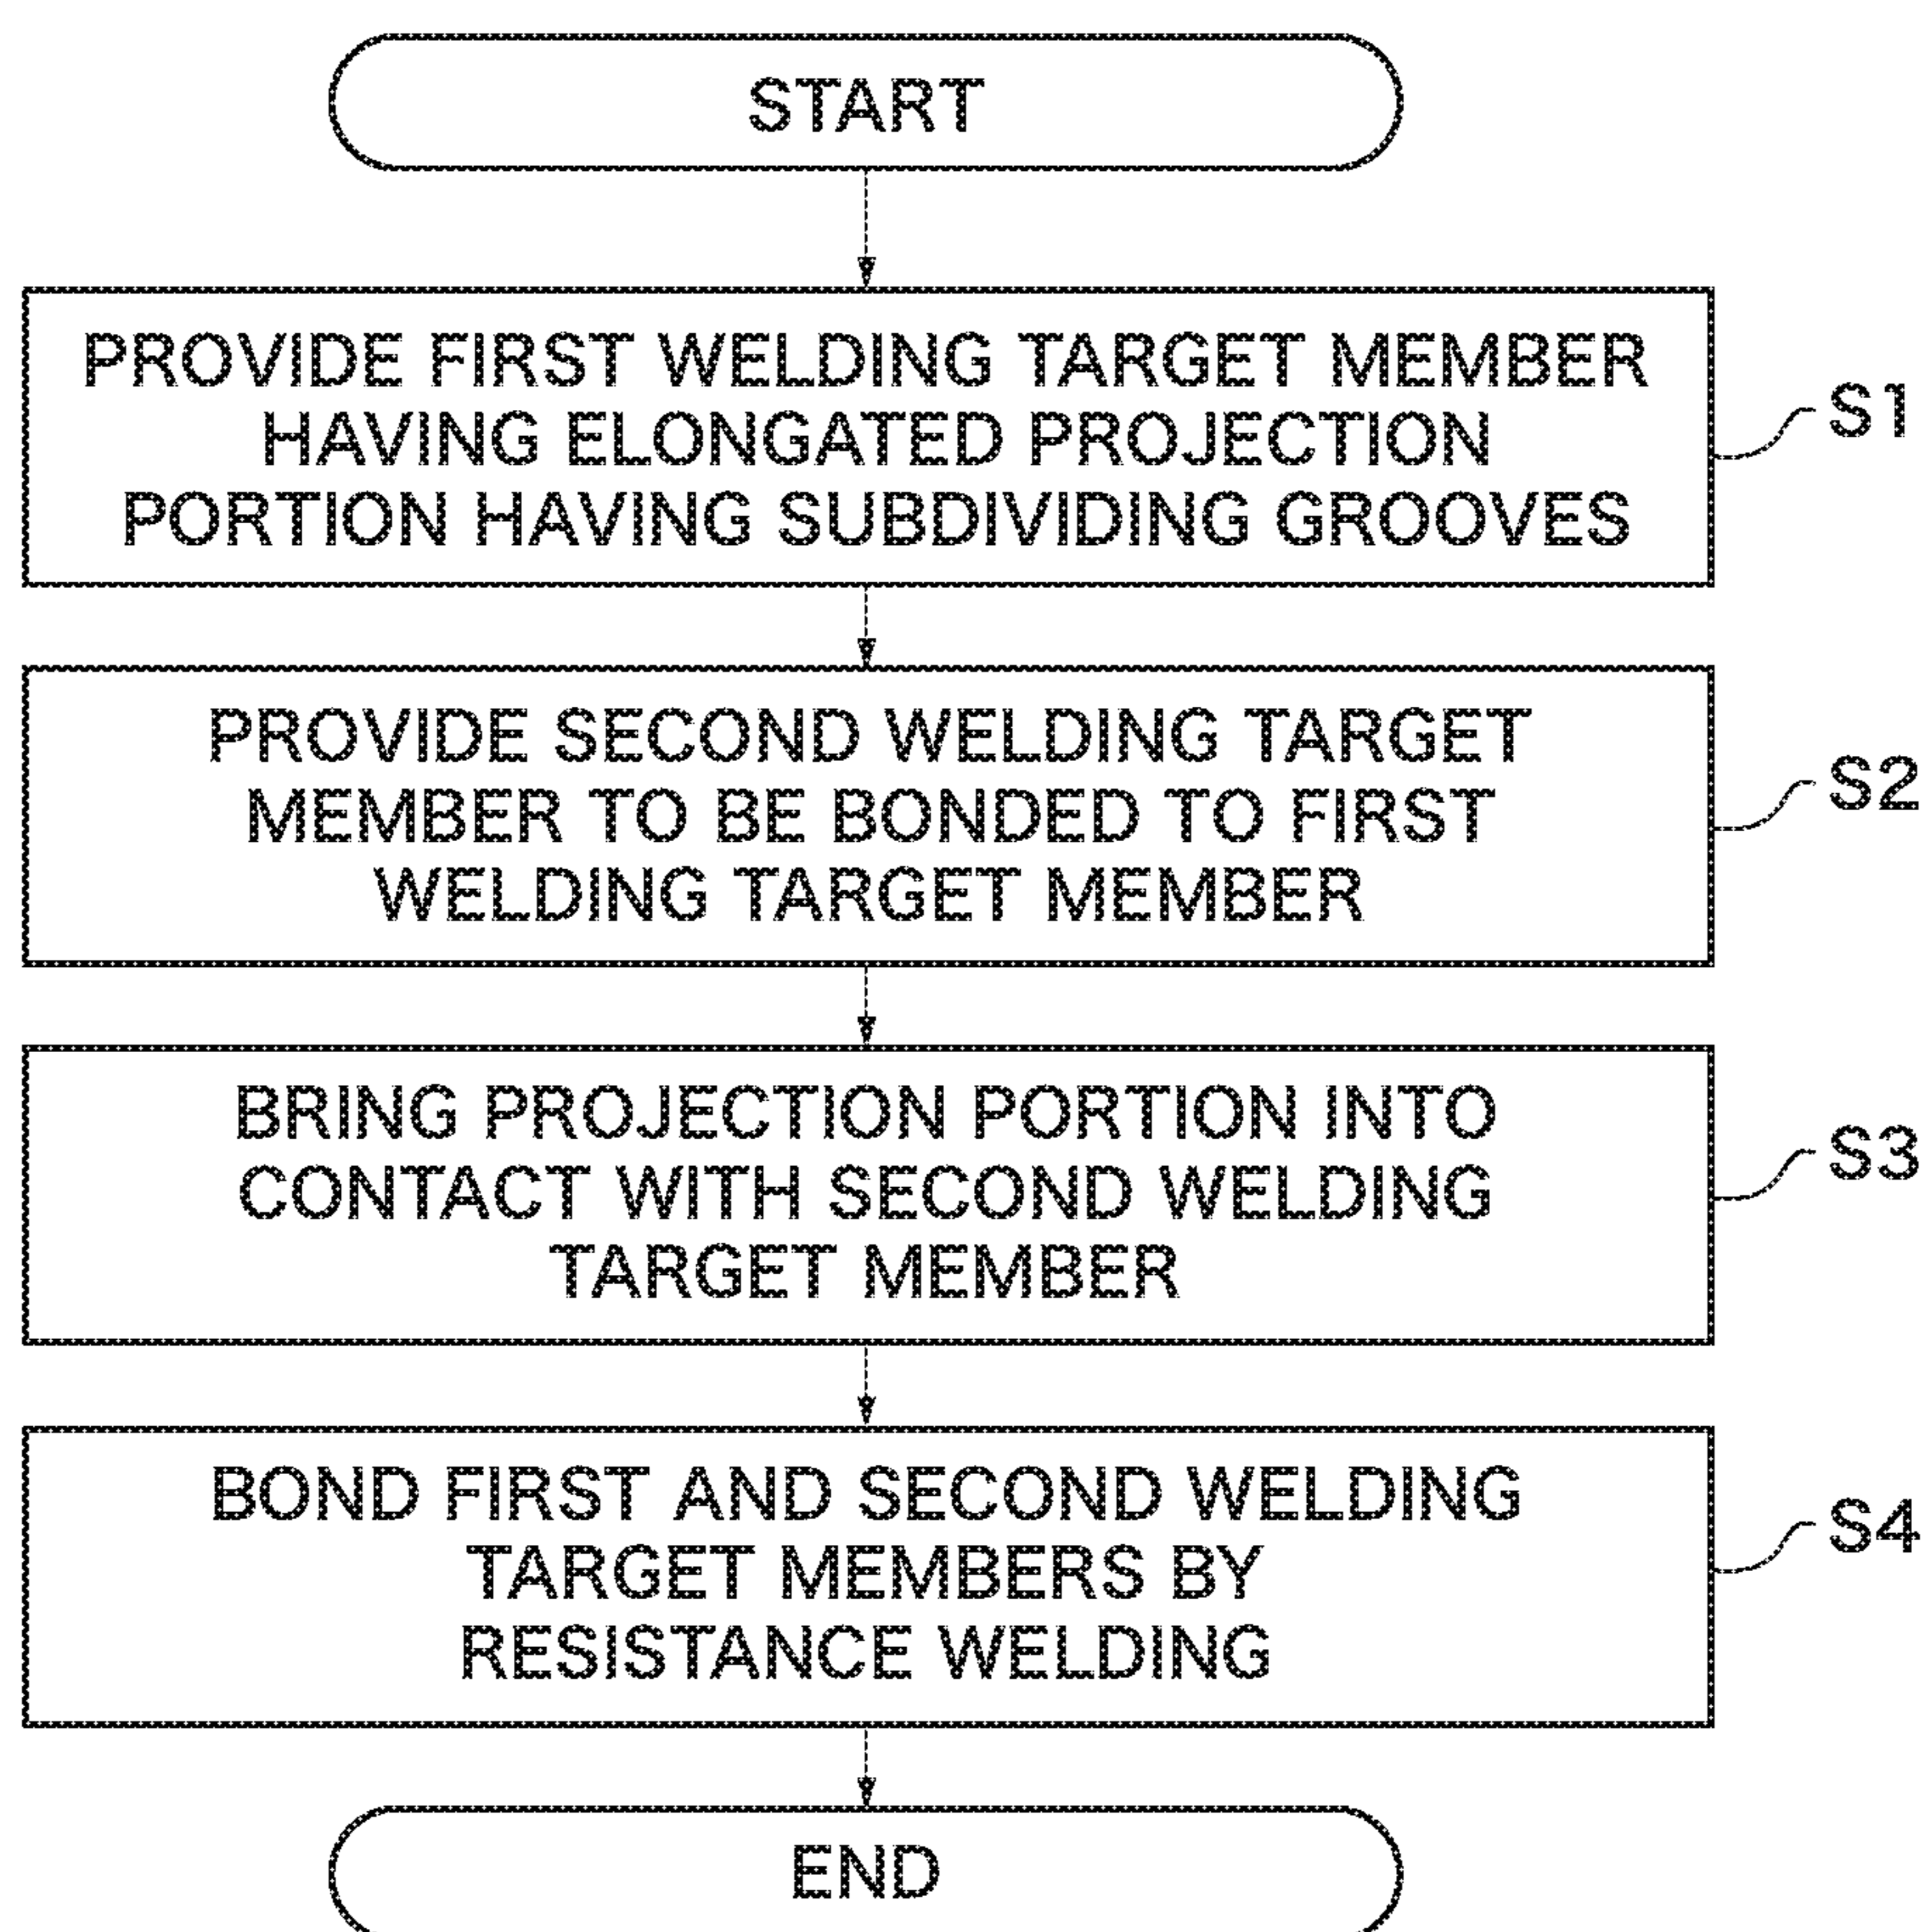 START
PROVIDE FIRST WELDING TARGET MEMBER
HAVING ELONGATED PROJECTION
PORTION HAVING SUBDIVIDING GROOVES
S1
PROVIDE SECOND WELDING TARGET
MEMBER TO BE BONDED TO FIRST
WELDING TARGET MEMBER
S2
BRING PROJECTION PORTION INTO
CONTACT WITH SECOND WELDING
TARGET MEMBER
S3
BOND FIRST AND SECOND WELDING
TARGET MEMBERS BY
RESISTANCE WELDING
S4
END